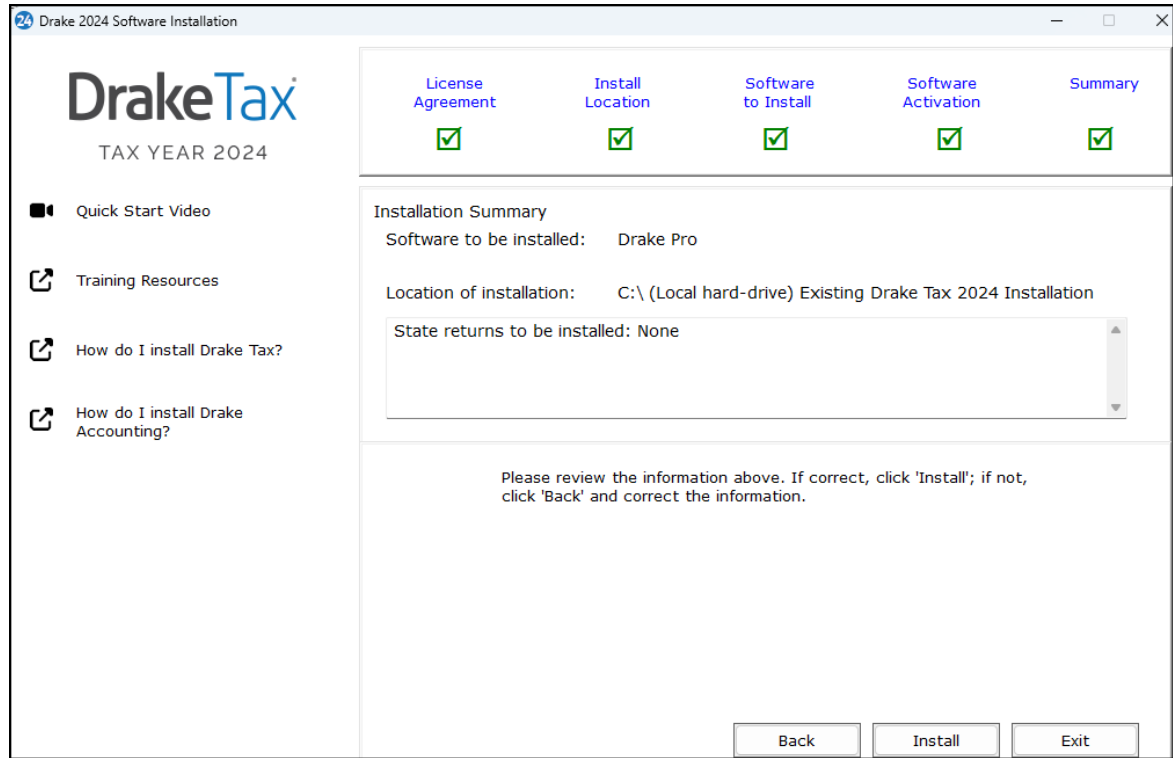 24 Drake 2024 Software Installation
DrakeTax
TAX YEAR 2024
Quick Start Video
Training Resources
How do I install Drake Tax?
How do I install Drake
Accounting?
License
Agreement
Install
Location
Software
to Install
Software
Activation
Summary
Installation Summary
Software to be installed: Drake Pro
Location of installation: C:\ (Local hard-drive) Existing Drake Tax 2024 Installation
State returns to be installed: None
Please review the information above. If correct, click 'Install'; if not,
click 'Back' and correct the information.
Back Install Exit